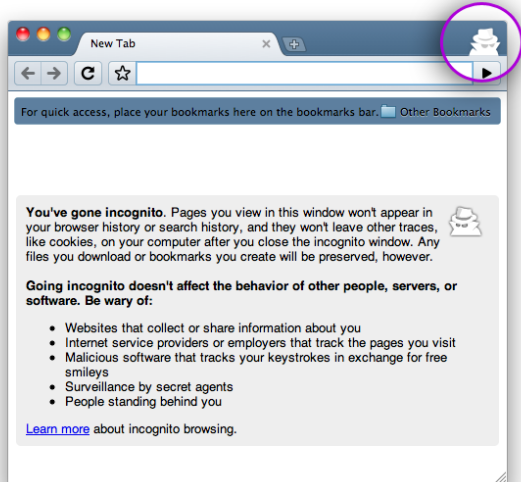 New Tab
For quick access, place your bookmarks here on the bookmarks bar. Other Bookmarks
You've gone incognito. Pages you view in this window won't appear in
your browser history or search history, and they won't leave other traces,
like cookies, on your computer after you close the incognito window. Any
files you download or bookmarks you create will be preserved, however.
Going incognito doesn't affect the behavior of other people, servers, or
software. Be wary of:
• Websites that collect or share information about you
• Internet service providers or employers that track the pages you visit
• Malicious software that tracks your keystrokes in exchange for free
smileys
• Surveillance by secret agents
• People standing behind you
Learn more about incognito browsing.